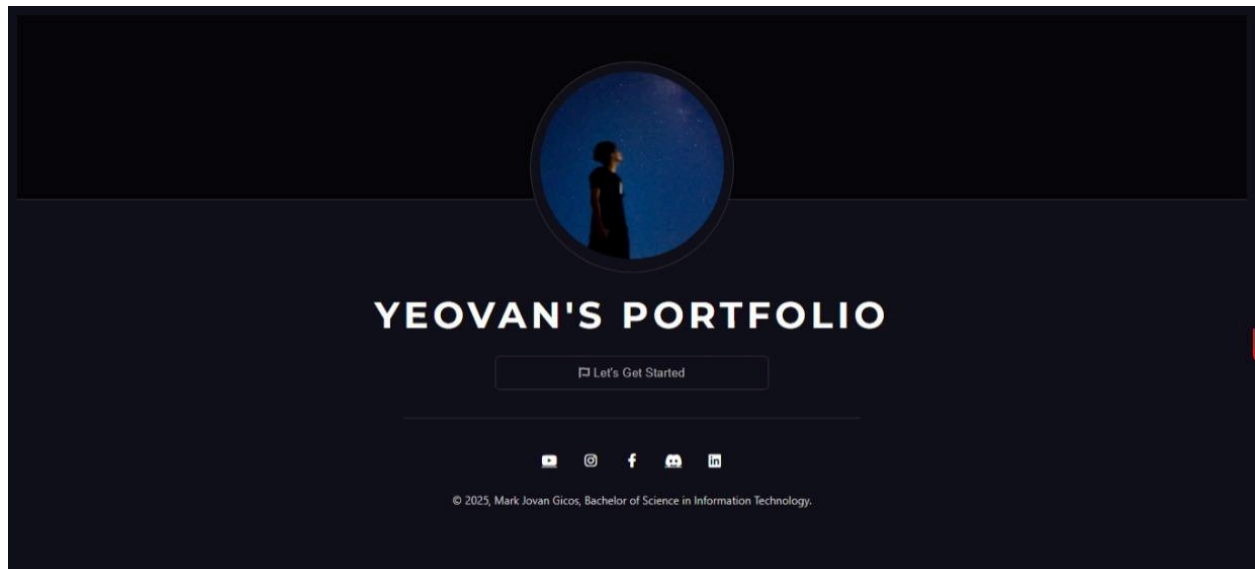 YEOVAN'S PORTFOLIO
Let's Get Started
© 2025, Mark Jovan Gicos, Bachelor of Science in Information Technology.